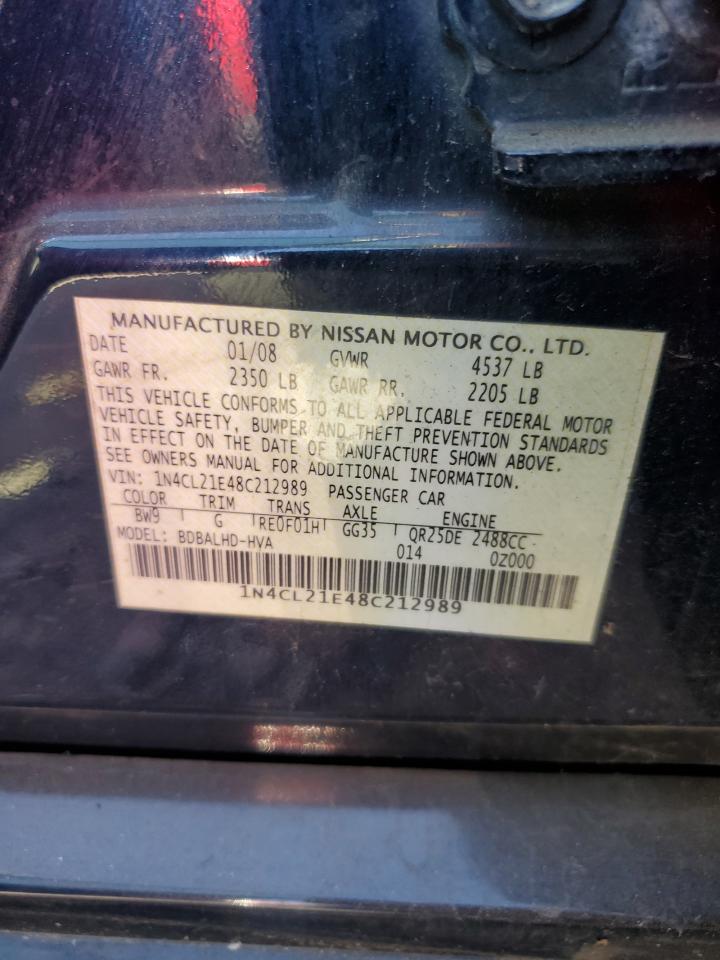 MANUFACTURED BY NISSAN MOTOR CO., LTD.
DATE 01/08 GVWR 4537 LB
GAWR FR. 2350 LB GAWR RR. 2205 LB
THIS VEHICLE CONFORMS TO ALL APPLICABLE FEDERAL MOTOR
VEHICLE SAFETY, BUMPER AND THEFT PREVENTION STANDARDS
IN EFFECT ON THE DATE OF MANUFACTURE SHOWN ABOVE.
SEE OWNERS MANUAL FOR ADDITIONAL INFORMATION.
VIN: 1N4CL21E48C212989 PASSENGER CAR
COLOR TRIM TRANS AXLE ENGINE
BW9 G RE0F01H GG35 QR25DE 2488CC
MODEL: BDBALHD-HVA 014 0Z000
1N4CL21E48C212989